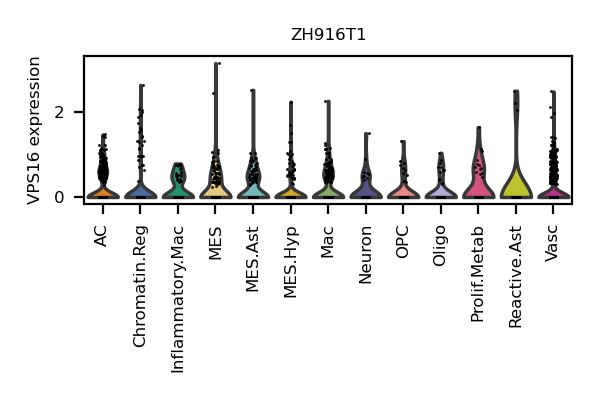 ZH916T1
VPS16 expression
2
0
AC
Chromatin.Reg
Inflammatory.Mac
MES
MES.Ast
MES.Hyp
Mac
Neuron
OPC
Oligo
Prolif.Metab
Reactive.Ast
Vasc